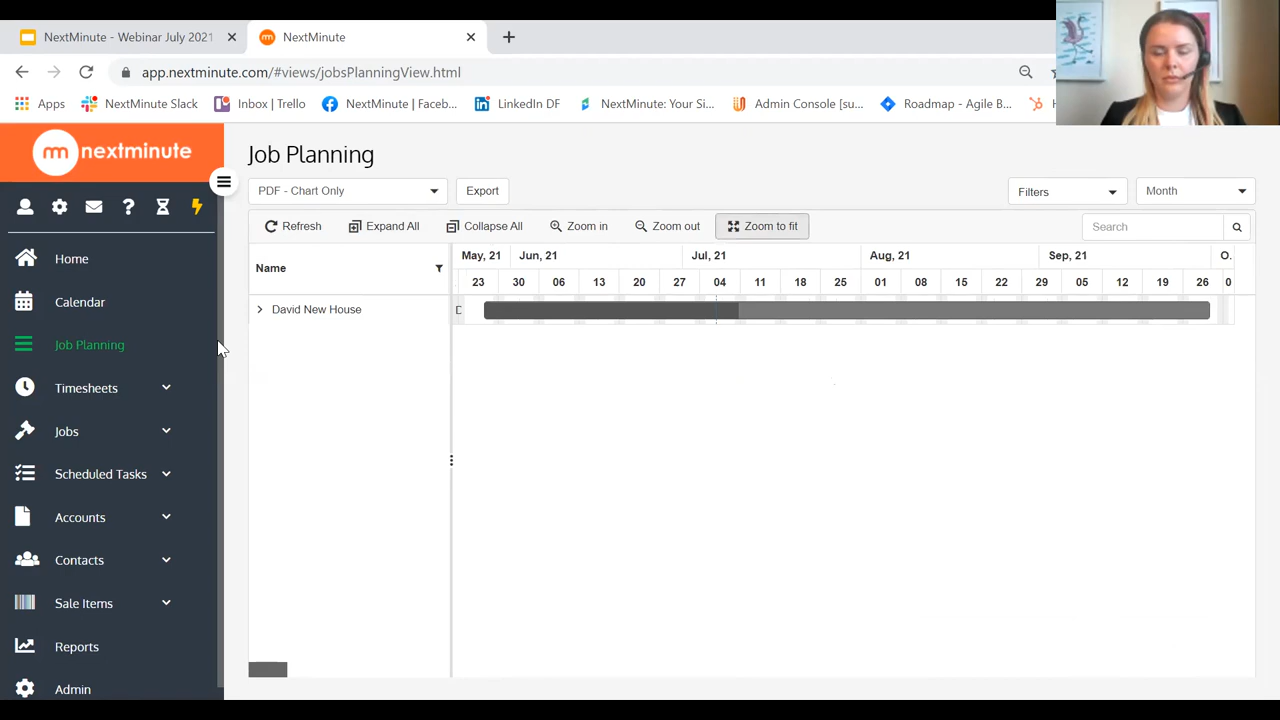 NextMinute - Webinar July 2021
NextMinute
app.nextminute.com/#views/jobsPlanningView.html
Apps
NextMinute Slack
Inbox | Trello
NextMinute | Faceb...
LinkedIn DF
NextMinute: Your Si...
Admin Console [su...
Roadmap - Agile B...
nextminute
Home
Calendar
Job Planning
Timesheets
Jobs
Scheduled Tasks
Accounts
Contacts
Sale Items
Reports
Admin
Job Planning
PDF - Chart Only
Export
Filters
Month
Refresh
Expand All
Collapse All
Zoom in
Zoom out
Zoom to fit
Search
Name
May, 21 Jun, 21 Jul, 21 Aug, 21 Sep, 21 O.
23 30 06 13 20 27 04 11 18 25 01 08 15 22 29 05 12 19 26 0
David New House